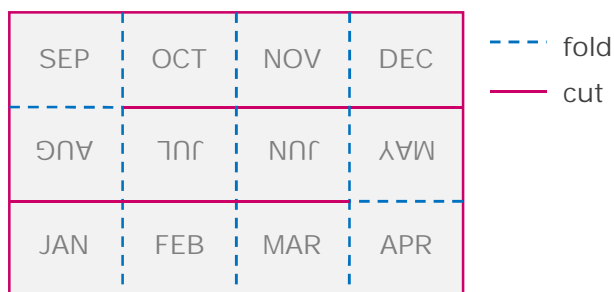 SEP OCT NOV DEC
AUG JUL JUN MAY
JAN FEB MAR APR
fold
cut